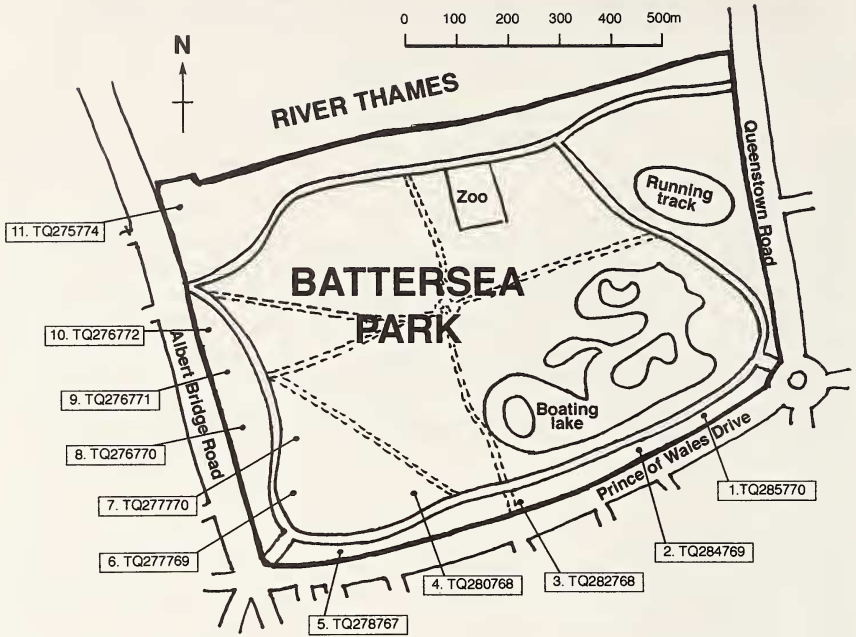 0 100 200 300 400 500m
N
RIVER THAMES
Queenstown Road
Zoo
Running
track
11. TQ275774
BATTERSEA
PARK
10. TQ276772
Albert Bridge Road
9. TQ276771
Boating
lake
8. TQ276770
Prince of Wales Drive
7. TQ277770
1.TQ285770
6. TQ277769
2. TQ284769
4. TQ280768
3. TQ282768
5. TQ278767